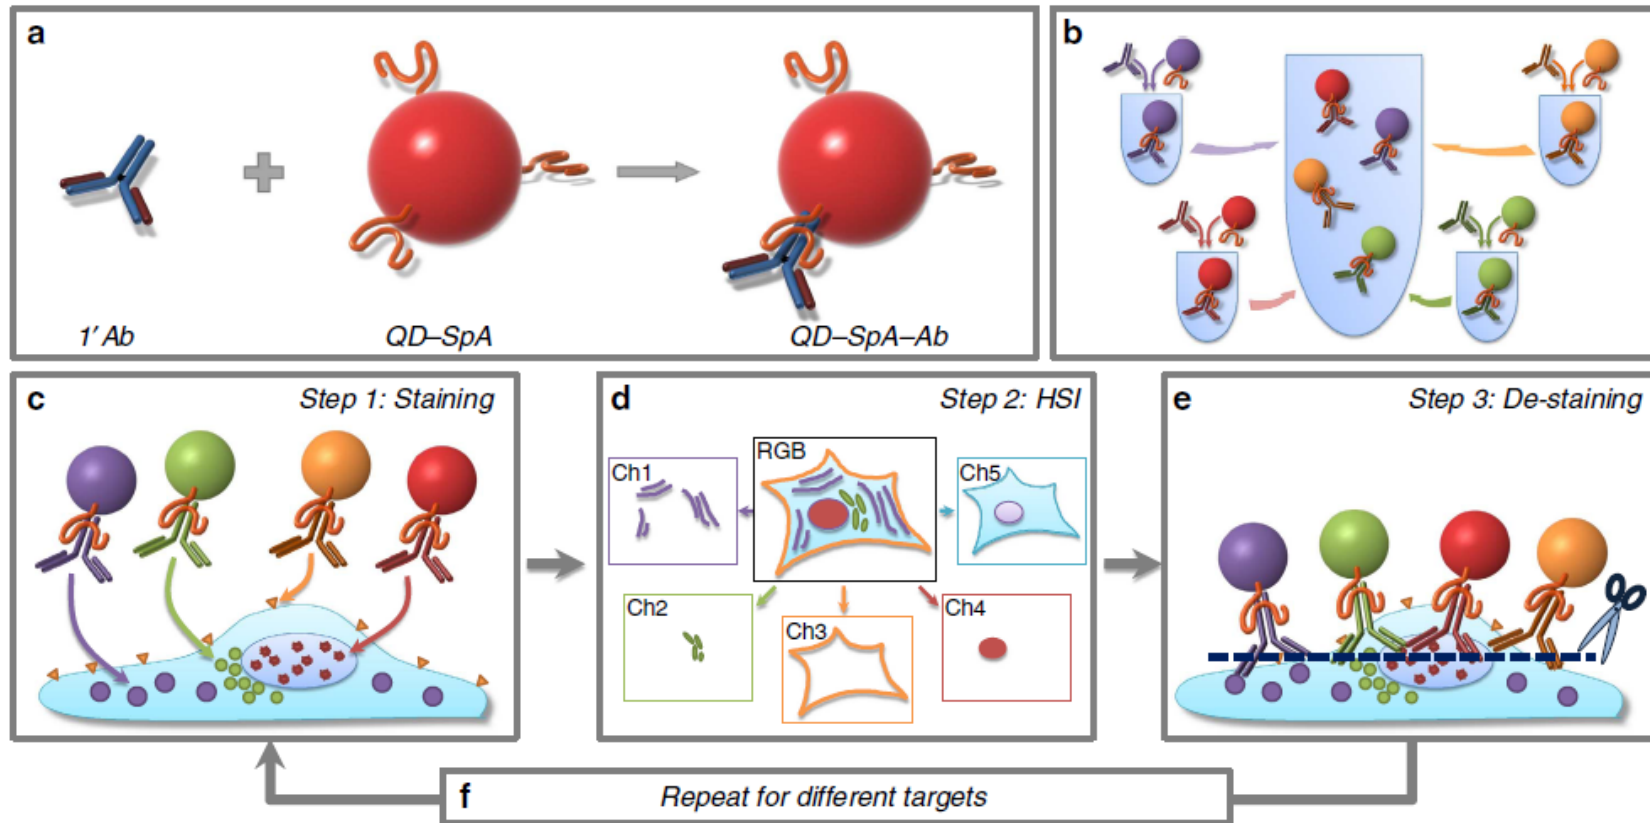 a
1' Ab
QD–SpA
QD–SpA–Ab
b
c
Step 1: Staining
d
Step 2: HSI
Ch1
RGB
Ch5
Ch2
Ch3
Ch4
e
Step 3: De-staining
f
Repeat for different targets